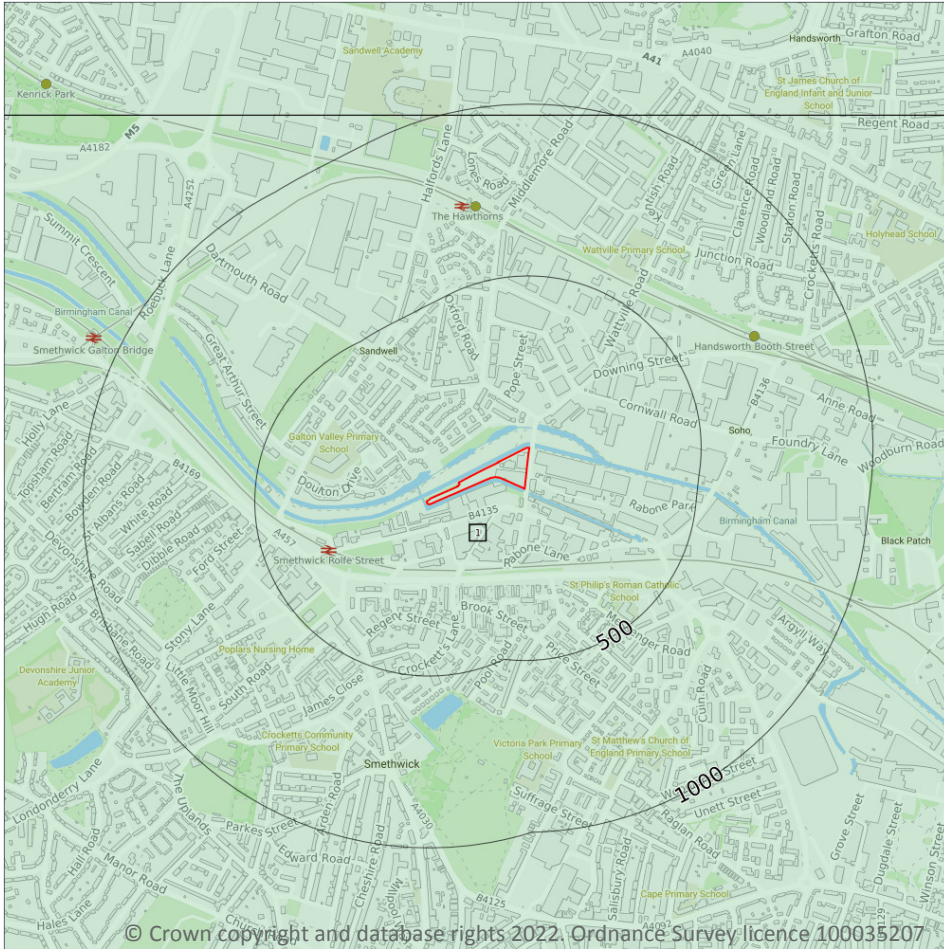 Handsworth
Grafton Road
A4040
A41
Sandwell Academy
St James Church of
England Infant and Junior
School
Kenrick Park
Regent Road
M5
A4182
Halfords Lane
Lones Road
Middlemore Road
Kentish Road
Green Lane
Clarence Road
Woodland Road
Station Road
A4252
The Hawthorns
Crocketts Road
Holyhead School
Summit Crescent
Wattville Primary School
Junction Road
Roebuck Lane
Dartmouth Road
Birmingham Canal
Oxford Road
Wattville Road
Smethwick Galton Bridge
Handsworth Booth Street
Sandwell
Great Arthur Street
Pope Street
Downing Street
B4136
Anne Road
Holly Lane
Cornwall Road
Topsham Road
Bertram Road
Galton Valley Primary
School
Soho
Foundry Lane
Woodburn Road
Bowden Road
B4169
St Albans Road
White Road
Doulton Drive
Sabell Road
Dibble Road
Ford Street
A457
B4135
Rabone Park
Birmingham Canal
1
Devonshire Road
Smethwick Rolfe Street
Rabone Lane
Black Patch
Hugh Road
Brisbane Road
Stony Lane
St Philip's Roman Catholic
School
Regent Street
Brook Street
Messenger Road
Argyll Way
500
Crockett's Lane
Price Street
Poplars Nursing Home
Devonshire Junior
Academy
Little Moor Hill
South Road
Poor Road
Cuin Road
James Close
Crocketts Community
Primary School
Victoria Park Primary
School
St Matthew's Church of
England Primary School
Smethwick
1000
Londonderry Lane
The Uplands
Suffrage Street
Unett Street
Arden Road
A4030
Raglan Road
Parkes Street
Grove Street
Dugdale Street
Winson Street
Hall Road
Edward Road
Cheshire Road
Salisbury Road
Manor Road
Cape Primary School
Hales Lane
B4125
© Crown copyright and database rights 2022. Ordnance Survey licence 100035207